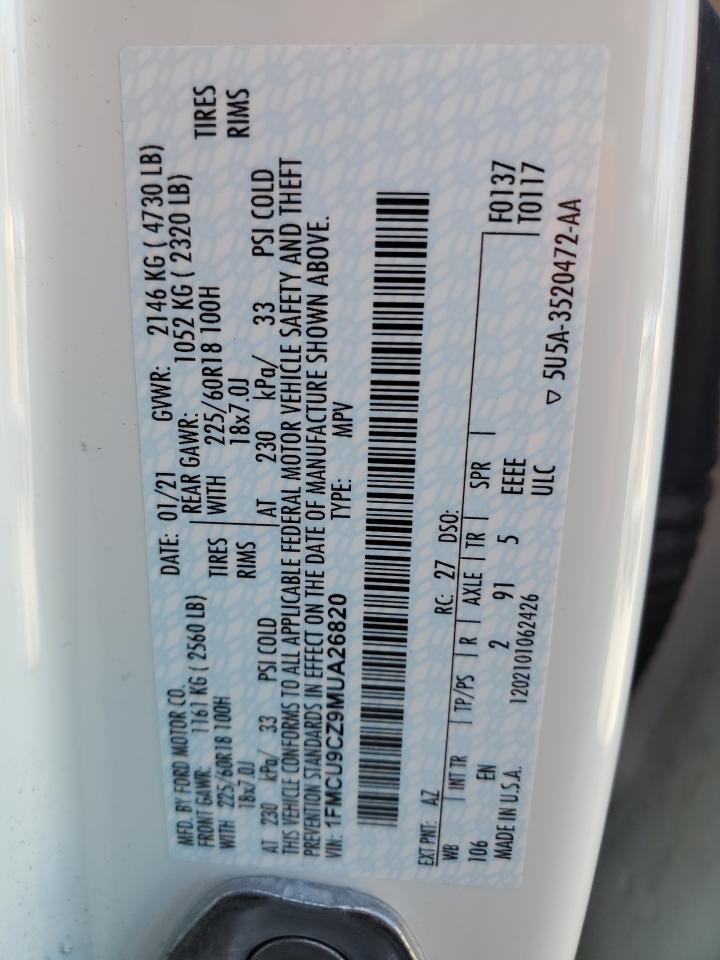 MFD. BY FORD MOTOR CO.
DATE: 01/21 GVWR: 2146 KG ( 4730 LB)
FRONT GAWR: 1161 KG ( 2560 LB) REAR GAWR: 1052 KG ( 2320 LB)
WITH 225/60R18 100H TIRES WITH 225/60R18 100H TIRES
18x7.0J RIMS 18x7.0J RIMS
AT 230 kPa/ 33 PSI COLD AT 230 kPa/ 33 PSI COLD
THIS VEHICLE CONFORMS TO ALL APPLICABLE FEDERAL MOTOR VEHICLE SAFETY AND THEFT
PREVENTION STANDARDS IN EFFECT ON THE DATE OF MANUFACTURE SHOWN ABOVE.
VIN: 1FMCU9CZ9MUA26820 TYPE: MPV
EXT PNT: AZ RC: 27 DSO:
WB INT TR TP/PS R AXLE TR SPR F0137
106 EN 2 91 5 EEEE T0117
MADE IN U.S.A. 1202101062426 ULC
▽ 5U5A-3520472-AA